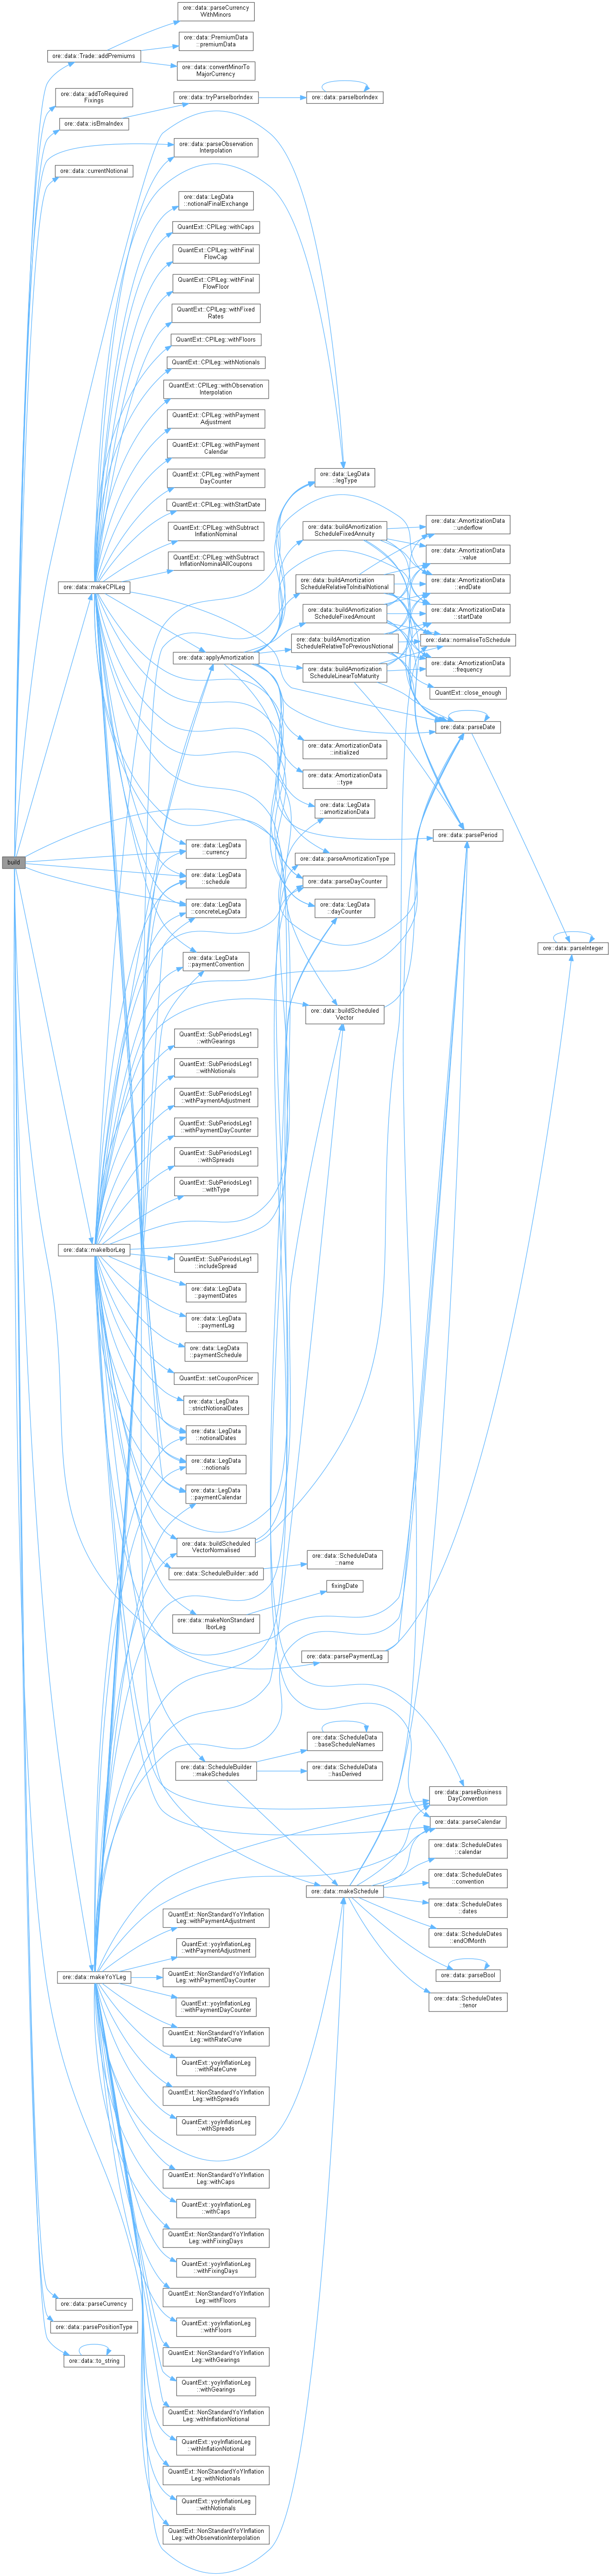 ore::data::parseCurrency
WithMinors
ore::data::Trade::addPremiums
ore::data::PremiumData
::premiumData
ore::data::convertMinorTo
MajorCurrency
ore::data::addToRequired
Fixings
ore::data::tryParseIborIndex
ore::data::parseIborIndex
ore::data::isBmaIndex
ore::data::parseObservation
Interpolation
ore::data::currentNotional
ore::data::LegData
::notionalFinalExchange
QuantExt::CPILeg::withCaps
QuantExt::CPILeg::withFinal
FlowCap
QuantExt::CPILeg::withFinal
FlowFloor
QuantExt::CPILeg::withFixed
Rates
QuantExt::CPILeg::withFloors
QuantExt::CPILeg::withNotionals
QuantExt::CPILeg::withObservation
Interpolation
QuantExt::CPILeg::withPayment
Adjustment
QuantExt::CPILeg::withPayment
Calendar
QuantExt::CPILeg::withPayment
DayCounter
QuantExt::CPILeg::withStartDate
QuantExt::CPILeg::withSubtract
InflationNominal
QuantExt::CPILeg::withSubtract
InflationNominalAllCoupons
ore::data::makeCPILeg
ore::data::LegData
::legType
ore::data::buildAmortization
ScheduleFixedAnnuity
ore::data::buildAmortization
ScheduleRelativeToInitialNotional
ore::data::buildAmortization
ScheduleFixedAmount
ore::data::buildAmortization
ScheduleRelativeToPreviousNotional
ore::data::buildAmortization
ScheduleLinearToMaturity
ore::data::AmortizationData
::underflow
ore::data::AmortizationData
::value
ore::data::AmortizationData
::endDate
ore::data::AmortizationData
::startDate
ore::data::normaliseToSchedule
ore::data::AmortizationData
::frequency
QuantExt::close_enough
ore::data::applyAmortization
ore::data::parseDate
ore::data::AmortizationData
::initialized
ore::data::AmortizationData
::type
ore::data::LegData
::amortizationData
ore::data::parsePeriod
ore::data::LegData
::currency
ore::data::parseAmortizationType
build
ore::data::LegData
::schedule
ore::data::parseDayCounter
ore::data::LegData
::concreteLegData
ore::data::LegData
::dayCounter
ore::data::parseInteger
ore::data::LegData
::paymentConvention
ore::data::buildScheduled
Vector
QuantExt::SubPeriodsLeg1
::withGearings
QuantExt::SubPeriodsLeg1
::withNotionals
QuantExt::SubPeriodsLeg1
::withPaymentAdjustment
QuantExt::SubPeriodsLeg1
::withPaymentDayCounter
QuantExt::SubPeriodsLeg1
::withSpreads
QuantExt::SubPeriodsLeg1
::withType
ore::data::makeIborLeg
QuantExt::SubPeriodsLeg1
::includeSpread
ore::data::LegData
::paymentDates
ore::data::LegData
::paymentLag
ore::data::LegData
::paymentSchedule
QuantExt::setCouponPricer
ore::data::LegData
::strictNotionalDates
ore::data::LegData
::notionalDates
ore::data::LegData
::notionals
ore::data::LegData
::paymentCalendar
ore::data::buildScheduled
VectorNormalised
ore::data::ScheduleBuilder::add
ore::data::ScheduleData
::name
fixingDate
ore::data::makeNonStandard
IborLeg
ore::data::parsePaymentLag
ore::data::ScheduleData
::baseScheduleNames
ore::data::ScheduleBuilder
::makeSchedules
ore::data::ScheduleData
::hasDerived
ore::data::parseBusiness
DayConvention
ore::data::parseCalendar
ore::data::ScheduleDates
::calendar
ore::data::ScheduleDates
::convention
ore::data::makeSchedule
ore::data::ScheduleDates
::dates
ore::data::ScheduleDates
::endOfMonth
ore::data::parseBool
ore::data::ScheduleDates
::tenor
QuantExt::NonStandardYoYInflation
Leg::withPaymentAdjustment
QuantExt::yoyInflationLeg
::withPaymentAdjustment
ore::data::makeYoYLeg
QuantExt::NonStandardYoYInflation
Leg::withPaymentDayCounter
QuantExt::yoyInflationLeg
::withPaymentDayCounter
QuantExt::NonStandardYoYInflation
Leg::withRateCurve
QuantExt::yoyInflationLeg
::withRateCurve
QuantExt::NonStandardYoYInflation
Leg::withSpreads
QuantExt::yoyInflationLeg
::withSpreads
QuantExt::NonStandardYoYInflation
Leg::withCaps
QuantExt::yoyInflationLeg
::withCaps
QuantExt::NonStandardYoYInflation
Leg::withFixingDays
QuantExt::yoyInflationLeg
::withFixingDays
QuantExt::NonStandardYoYInflation
Leg::withFloors
QuantExt::yoyInflationLeg
::withFloors
QuantExt::NonStandardYoYInflation
Leg::withGearings
QuantExt::yoyInflationLeg
::withGearings
QuantExt::NonStandardYoYInflation
Leg::withInflationNotional
QuantExt::yoyInflationLeg
::withInflationNotional
QuantExt::NonStandardYoYInflation
Leg::withNotionals
QuantExt::yoyInflationLeg
::withNotionals
QuantExt::NonStandardYoYInflation
Leg::withObservationInterpolation
ore::data::parseCurrency
ore::data::parsePositionType
ore::data::to_string